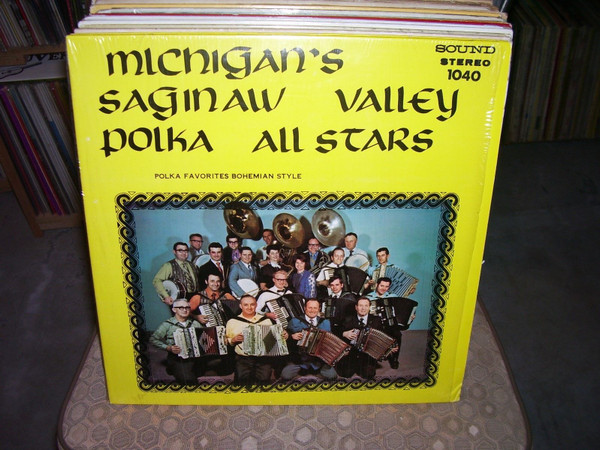 MICHIGAN'S
SAGINAW VALLEY
POLKA ALL STARS
SOUND
STEREO
1040
POLKA FAVORITES BOHEMIAN STYLE